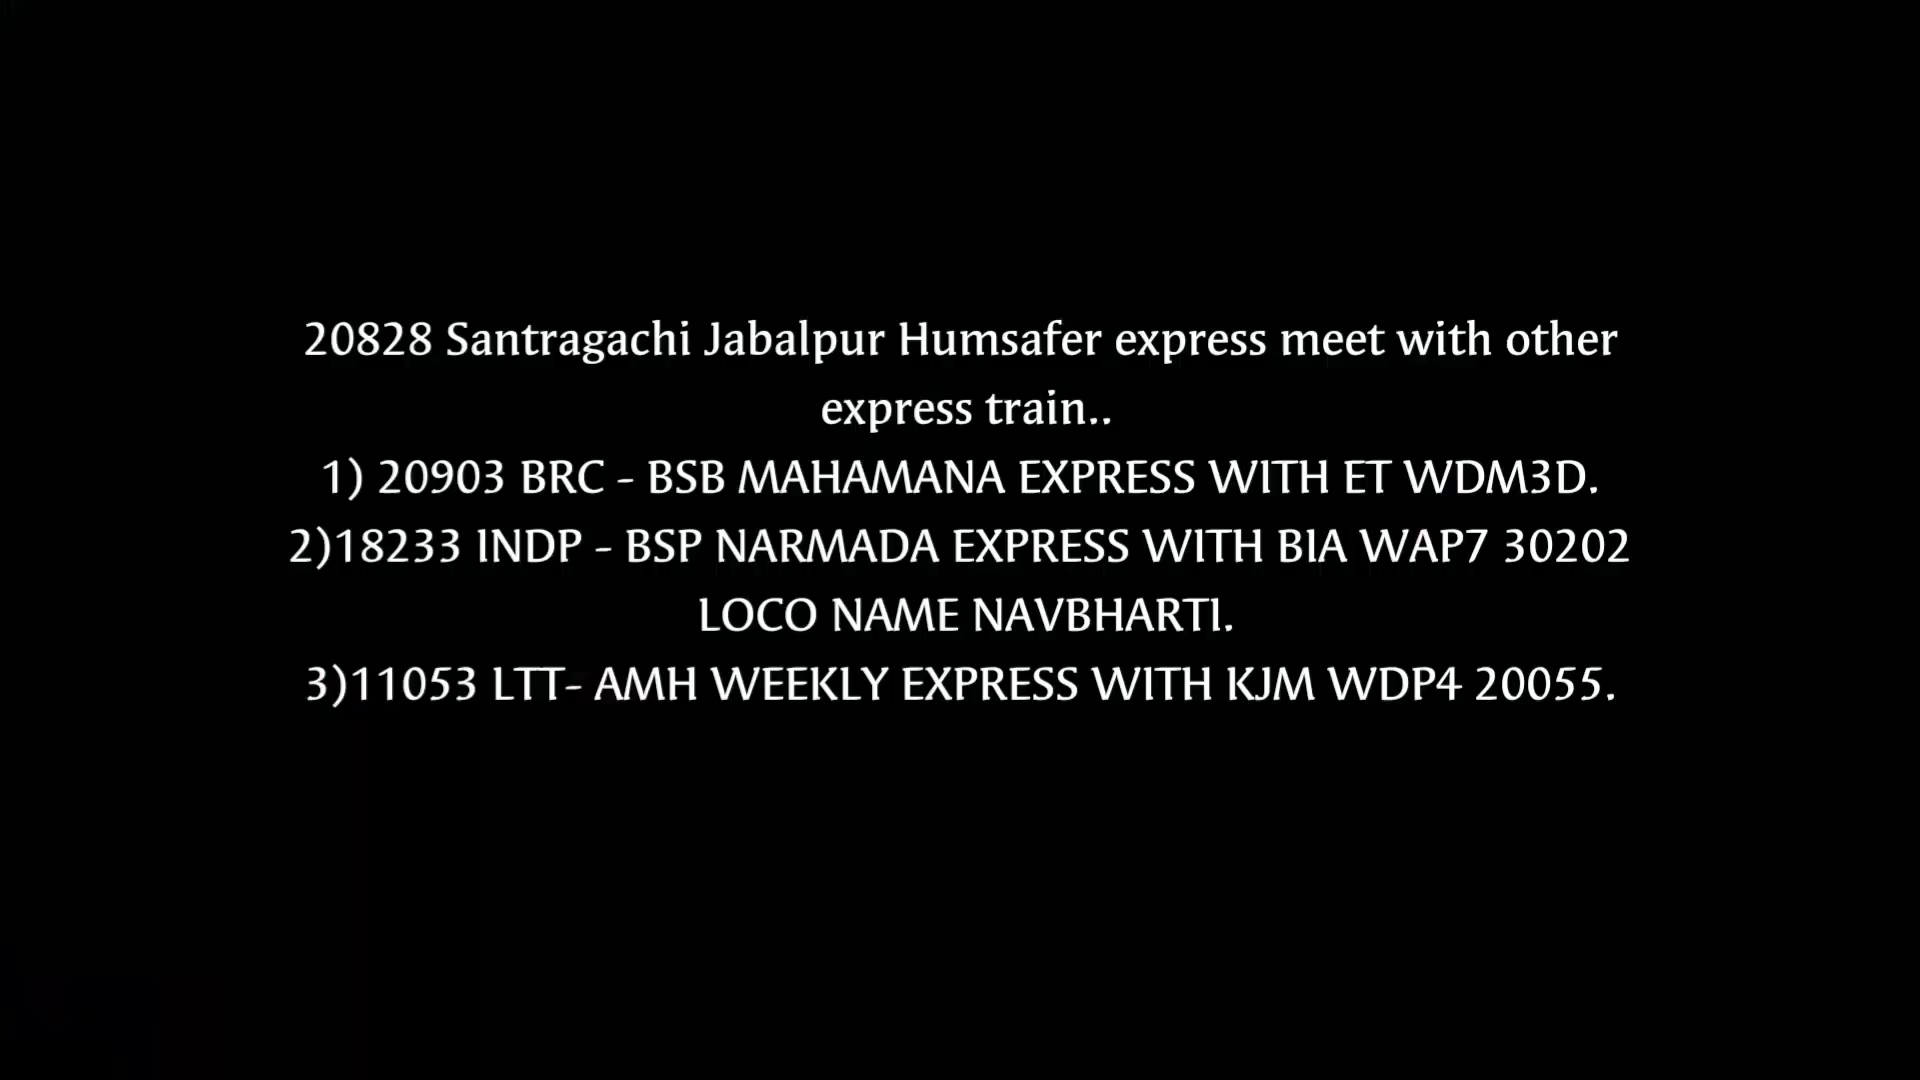 20828 Santragachi Jabalpur Humsafer express meet with other
express train..
1) 20903 BRC - BSB MAHAMANA EXPRESS WITH ET WDM3D.
2)18233 INDP - BSP NARMADA EXPRESS WITH BIA WAP7 30202
LOCO NAME NAVBHARTI.
3)11053 LTT- AMH WEEKLY EXPRESS WITH KJM WDP4 20055.